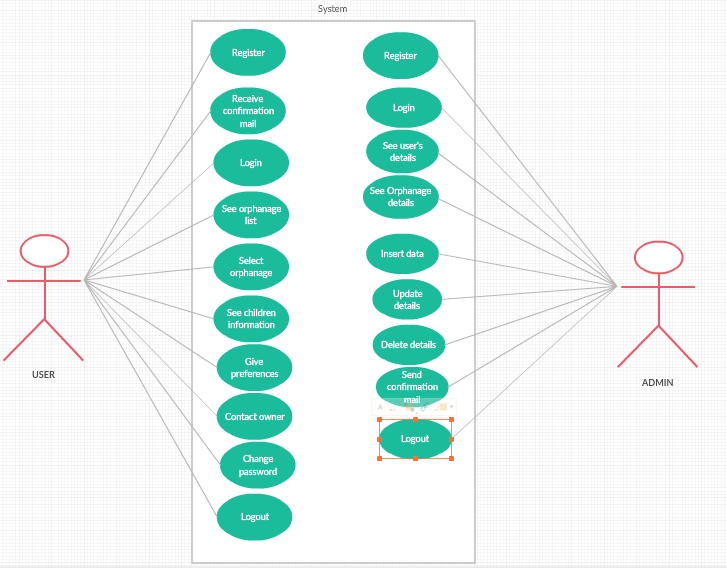 System
Register
Receive
confirmation
mail
Login
See orphanage
list
Select
orphanage
See children
information
Give
preferences
Contact owner
Change
password
Logout
Register
Login
See user's
details
See Orphanage
details
Insert data
Update
details
Delete details
Send
confirmation
mail
Logout
USER
ADMIN